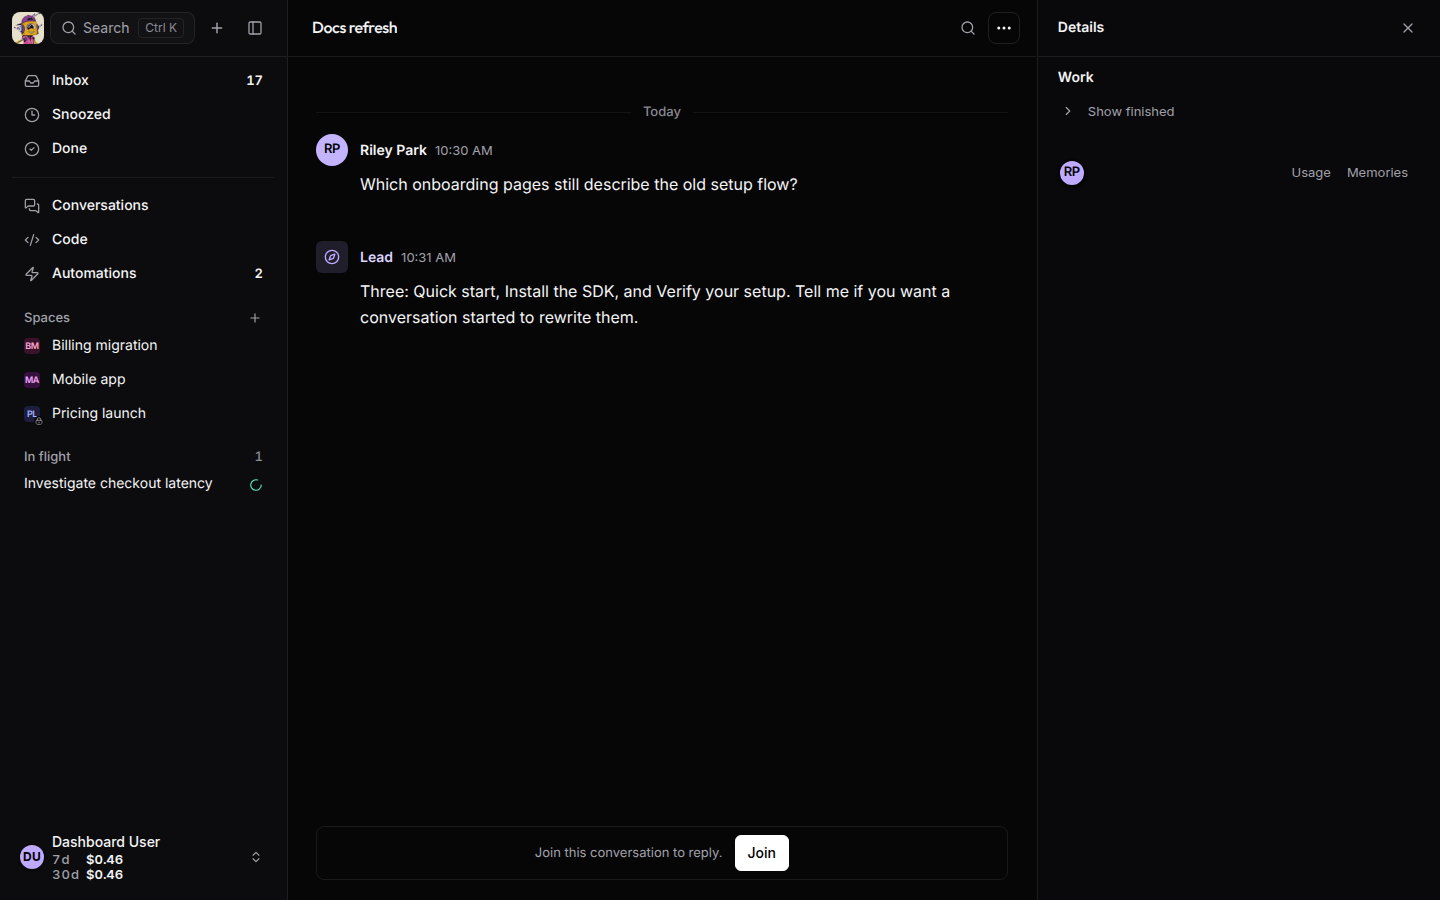 Search Ctrl K
Inbox 17
Snoozed
Done
Conversations
Code
Automations 2
Spaces
BM Billing migration
MA Mobile app
PL Pricing launch
In flight 1
Investigate checkout latency
DU Dashboard User
7d $0.46
30d $0.46
Docs refresh
Today
RP Riley Park 10:30 AM
Which onboarding pages still describe the old setup flow?
Lead 10:31 AM
Three: Quick start, Install the SDK, and Verify your setup. Tell me if you want a
conversation started to rewrite them.
Join this conversation to reply. Join
Details
Work
Show finished
RP Usage Memories